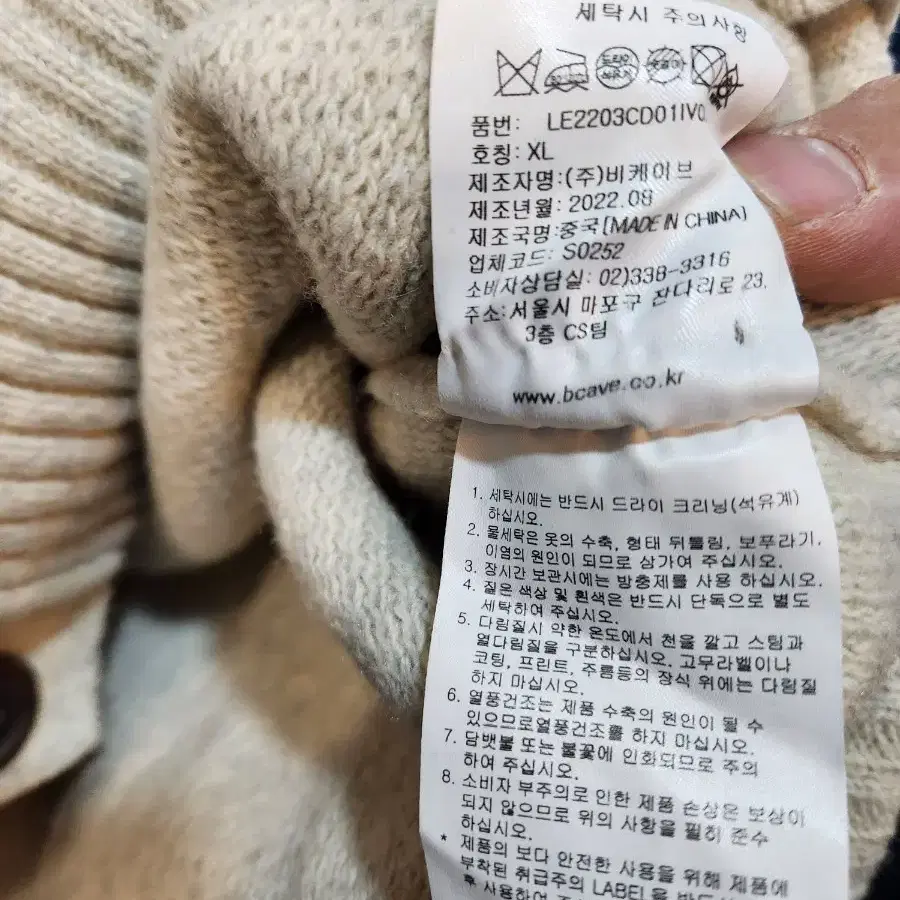 세탁시 주의사항
드라이
석유계
품번: LE2203CD01IVO
호칭: XL
제조자명:(주)비케이브
제조년월: 2022.08
제조국명:중국[MADE IN CHINA)
업체코드: S0252
소비자상담실: 02)338-3316
주소:서울시 마포구 잔다리로 23,
3층 CS팀
www.bcave.co.kr
1. 세탁시에는 반드시 드라이 크리닝(석유계)
하십시오.
2. 물세탁은 옷의 수축, 형태 뒤틀림, 보푸라기,
이염의 원인이 되므로 삼가여 주십시오.
3. 장시간 보관시에는 방충제를 사용 하십시오.
4. 짙은 색상 및 흰색은 반드시 단독으로 별도
세탁하여 주십시오.
5. 다림질시 약한 온도에서 천을 깔고 스팀과
열다림질을 구분하십시오. 고무라벨이나
코팅, 프린트, 주름등의 장식 위에는 다림질
하지 마십시오.
6. 열풍건조는 제품 수축의 원인이 될 수
있으므로열풍건조를 하지 마십시오.
7. 담뱃불 또는 불꽃에 인화되므로 주의
하여 주십시오.
8. 소비자 부주의로 인한 제품 손상은 보상이
되지 않으므로 위의 사항을 필히 준수
하십시오.
* 제품의 보다 안전한 사용을 위해 제품에
부착된 취급주의 LABEL을
후 사용하여